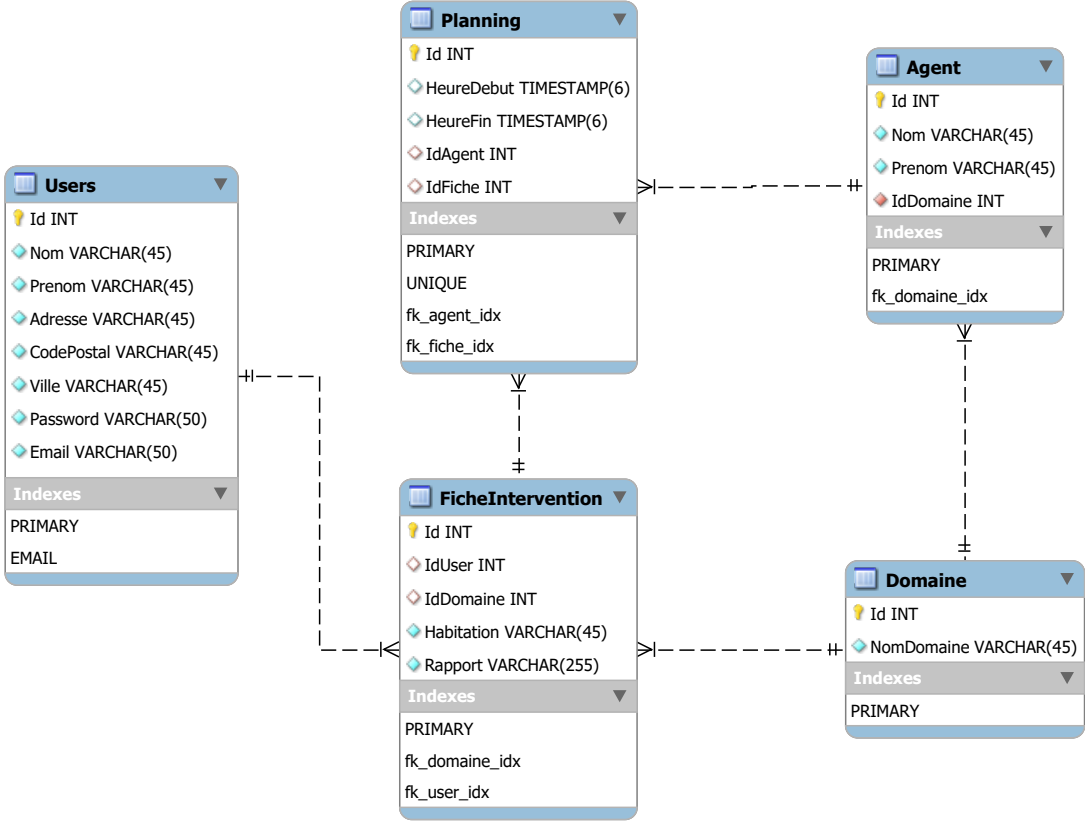 Planning
Id INT
HeureDebut TIMESTAMP(6)
HeureFin TIMESTAMP(6)
IdAgent INT
IdFiche INT
Indexes
PRIMARY
UNIQUE
fk_agent_idx
fk_fiche_idx
Agent
Id INT
Nom VARCHAR(45)
Prenom VARCHAR(45)
IdDomaine INT
Indexes
PRIMARY
fk_domaine_idx
Users
Id INT
Nom VARCHAR(45)
Prenom VARCHAR(45)
Adresse VARCHAR(45)
CodePostal VARCHAR(45)
Ville VARCHAR(45)
Password VARCHAR(50)
Email VARCHAR(50)
Indexes
PRIMARY
EMAIL
FicheIntervention
Id INT
IdUser INT
IdDomaine INT
Habitation VARCHAR(45)
Rapport VARCHAR(255)
Indexes
PRIMARY
fk_domaine_idx
fk_user_idx
Domaine
Id INT
NomDomaine VARCHAR(45)
Indexes
PRIMARY